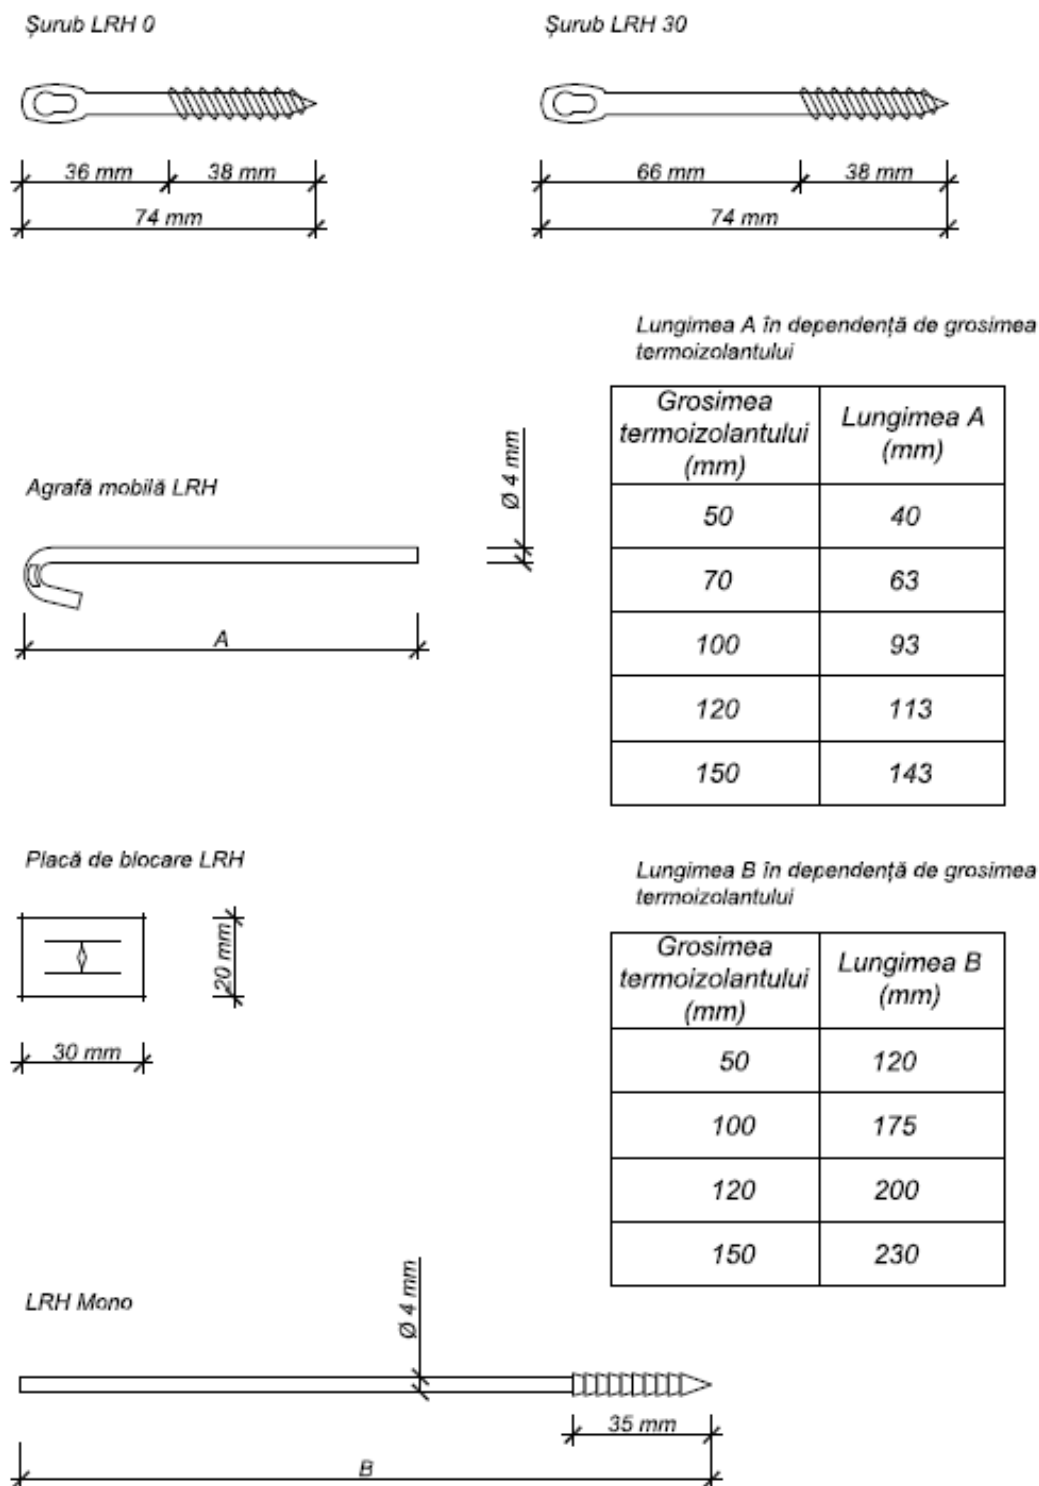 Șurub LRH 0
Șurub LRH 30
36 mm
38 mm
74 mm
66 mm
38 mm
74 mm
Lungimea A în dependență de grosimea
termoizolantului
Grosimea
termoizolantului
(mm)
Lungimea A
(mm)
50 40
70 63
100 93
120 113
150 143
Agrafă mobilă LRH
Ø 4 mm
A
Placă de blocare LRH
20 mm
30 mm
Lungimea B în dependență de grosimea
termoizolantului
Grosimea
termoizolantului
(mm)
Lungimea B
(mm)
50 120
100 175
120 200
150 230
LRH Mono
Ø 4 mm
35 mm
B